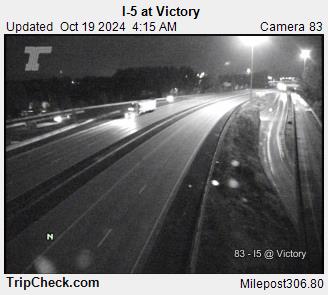 I-5 at Victory
Updated Oct 19 2024 4:15 AM Camera 83
T
N
83 - I5 @ Victory
TripCheck.com Milepost306.80